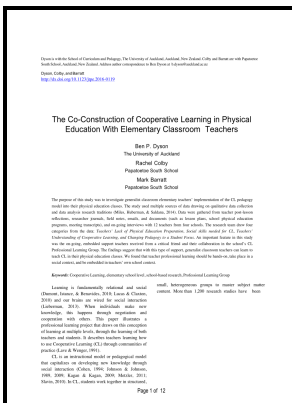 Dyson is with the School of Curriculum and Pedagogy, The University of Auckland, Auckland, New Zealand. Colby and Barratt are with Papatoetoe
South School, Auckland, New Zealand. Address author correspondence to Ben Dyson at
Dyson, Colby, and Barratt
http://dx.doi.org/10.1123/jtpe.2016-0119
The Co-Construction of Cooperative Learning in Physical
Education With Elementary Classroom Teachers
Ben P. Dyson
The University of Auckland
Rachel Colby
Papatoetoe South School
Mark Barratt
Papatoetoe South School
The purpose of this study was to investigate generalist classroom elementary teachers' implementation of the CL pedagogy
model into their physical education classes. The study used multiple sources of data drawing on qualitative data collection
and data analysis research traditions (Miles, Huberman, & Saldana, 2014). Data were gathered from teacher post-lesson
reflections, researcher journals, field notes, emails, and documents (such as lesson plans, school physical education
programs, meeting transcripts), and on-going interviews with 12 teachers from four schools. The research team drew four
categories from the data: Teachers' Lack of Physical Education Preparation, Social skills needed for CL, Teachers'
Understanding of Cooperative Learning, and Changing Pedagogy to a Student Focus. An important feature in this study
was the on-going, embedded support teachers received from a critical friend and their collaboration in the school's CL
Professional Learning Group. The findings suggest that with this type of support, generalist classroom teachers can learn to
teach CL in their physical education classes. We found that teacher professional learning should be hands-on, take place in a
social context, and be embedded in teachers' own school context.
Keywords: Cooperative Learning, elementary school level, school-based research, Professional Learning Group
Learning is fundamentally relational and social
(Dumont, Istance, & Benavides, 2010; Lucas & Claxton,
2010) and our brains are wired for social interaction
(Lieberman, 2013). When individuals make new
knowledge, this happens through negotiation and
cooperation with others. This paper illustrates a
professional learning project that draws on this conception
of learning at multiple levels, through the learning of both
teachers and students. It describes teachers learning how
to use Cooperative Learning (CL) through communities of
practice (Lave & Wenger, 1991).
CL is an instructional model or pedagogical model
that capitalizes on developing new knowledge through
social interaction (Cohen, 1994; Johnson & Johnson,
1989, 2009; Kagan & Kagan, 2009; Metzler, 2011;
Slavin, 2010). In CL, students work together in structured,
small, heterogeneous groups to master subject matter
content. More than 1,200 research studies have been
Page 1 of 12